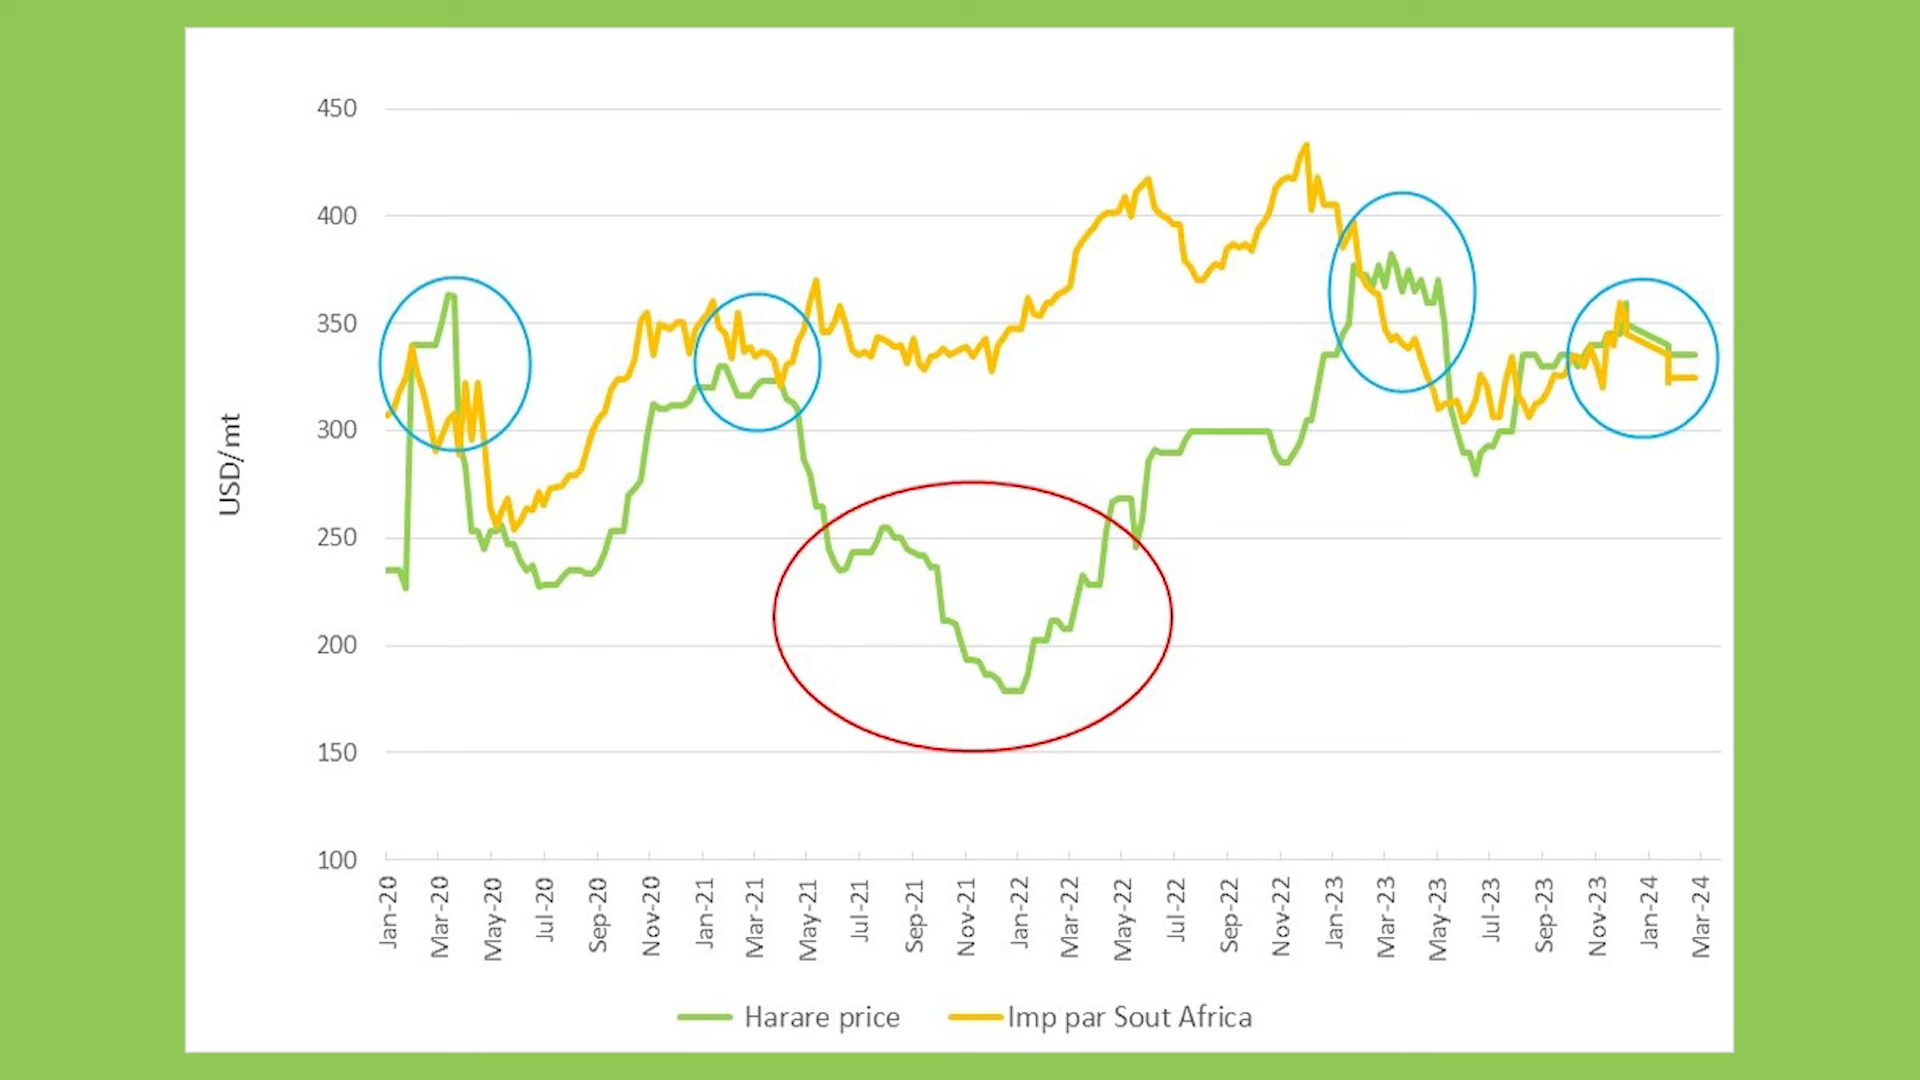 USD/mt
450
400
350
300
250
200
150
100
Jan-20
Mar-20
May-20
Jul-20
Sep-20
Nov-20
Jan-21
Mar-21
May-21
Jul-21
Sep-21
Nov-21
Jan-22
Mar-22
May-22
Jul-22
Sep-22
Nov-22
Jan-23
Mar-23
May-23
Jul-23
Sep-23
Nov-23
Jan-24
Mar-24
Harare price
Imp par Sout Africa